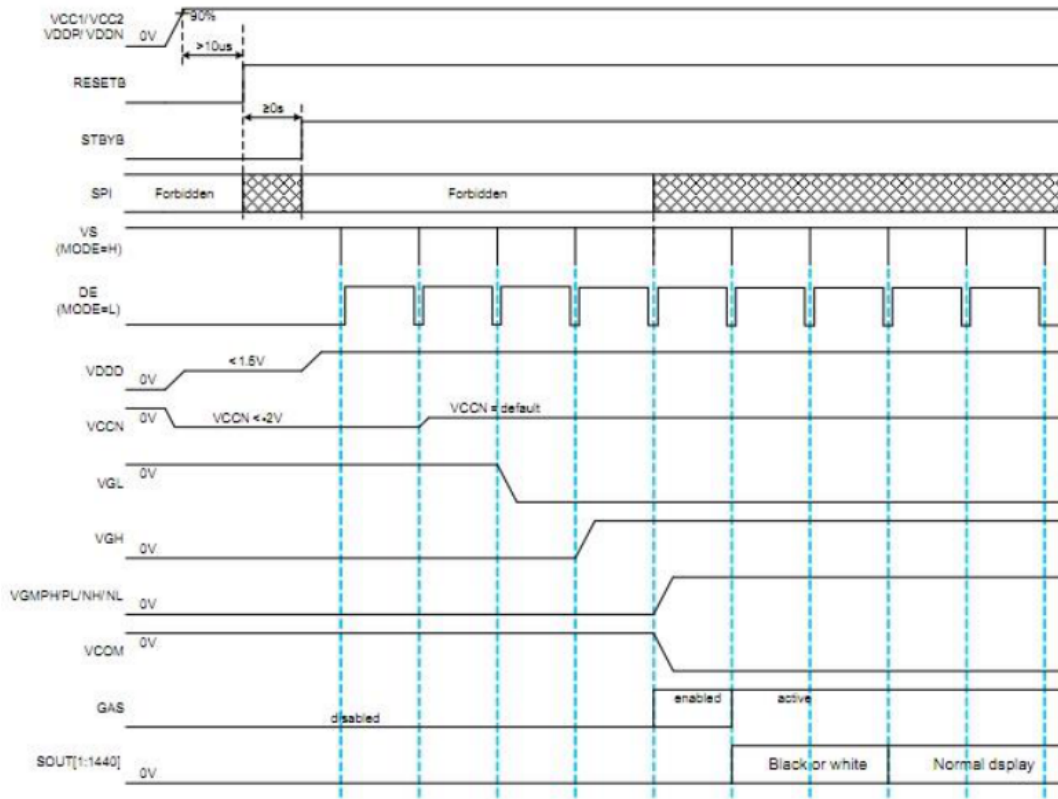 VCC1/VCC2
VDDP/ VDDN
0V
90%
>10us
RESETB
≥0s
STBYB
SPI
Forbidden
Forbidden
VS
(MODE=H)
DE
(MODE=L)
VDDD
0V
< 1.5V
VCCN
0V
VCCN <+2V
VCCN = default
VGL
0V
VGH
0V
VGMPH/PL/NH/NL
0V
VCOM
0V
GAS
disabled
enabled
active
SOUT[1:1440]
0V
Black or white
Normal dsplay